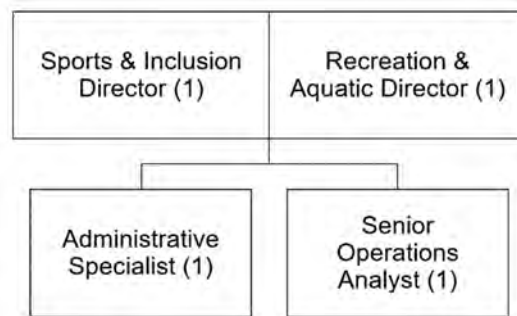 Sports & Inclusion
Director (1)
Recreation &
Aquatic Director (1)
Administrative
Specialist (1)
Senior
Operations
Analyst (1)